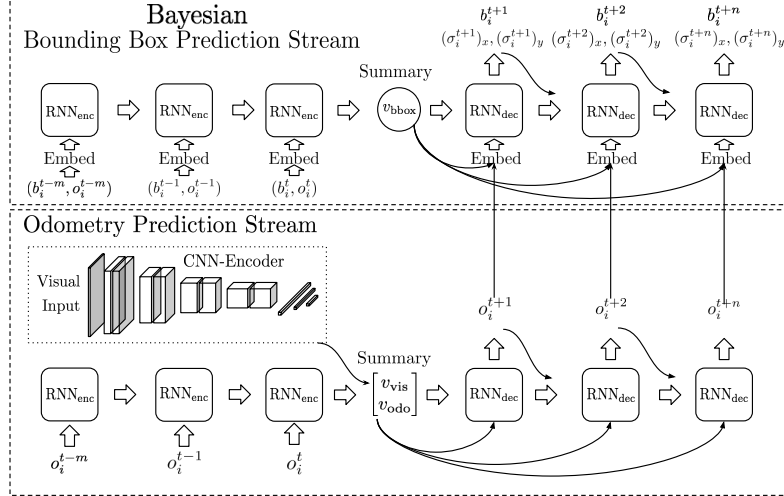 Bayesian
Bounding Box Prediction Stream
b_i^{t+1} b_i^{t+2} b_i^{t+n}
(σ_i^{t+1})_x, (σ_i^{t+1})_y (σ_i^{t+2})_x, (σ_i^{t+2})_y (σ_i^{t+n})_x, (σ_i^{t+n})_y
Summary
RNN_enc RNN_enc RNN_enc v_bbox RNN_dec RNN_dec RNN_dec
Embed Embed Embed Embed Embed Embed
(b_i^{t−m}, o_i^{t−m}) (b_i^{t−1}, o_i^{t−1}) (b_i^t, o_i^t)
Odometry Prediction Stream
CNN-Encoder
Visual
Input
o_i^{t+1} o_i^{t+2} o_i^{t+n}
Summary
RNN_enc RNN_enc RNN_enc [v_vis RNN_dec RNN_dec RNN_dec
v_odo]
o_i^{t−m} o_i^{t−1} o_i^t